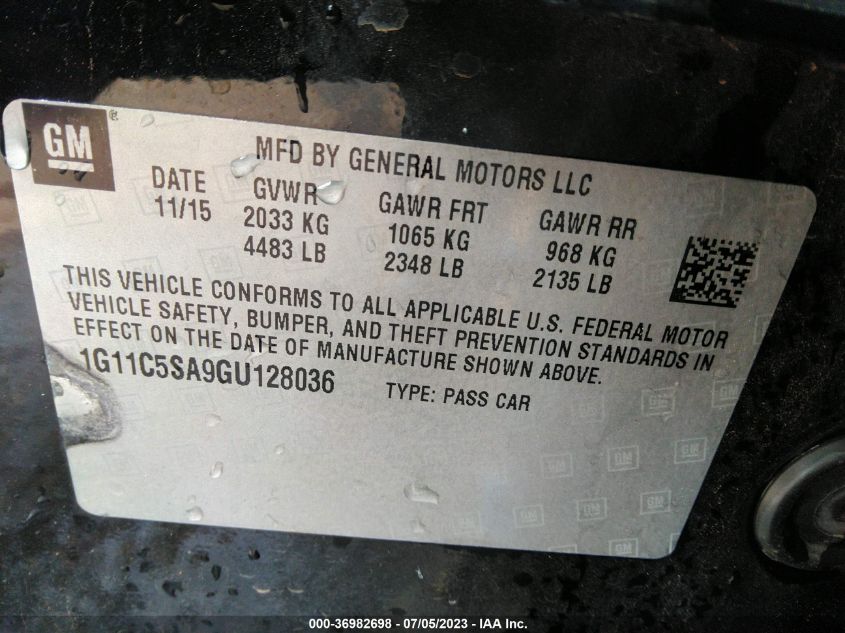 GM ®
MFD BY GENERAL MOTORS LLC
DATE GVWR GAWR FRT GAWR RR
11/15 2033 KG 1065 KG 968 KG
4483 LB 2348 LB 2135 LB
THIS VEHICLE CONFORMS TO ALL APPLICABLE U.S. FEDERAL MOTOR
VEHICLE SAFETY, BUMPER, AND THEFT PREVENTION STANDARDS IN
EFFECT ON THE DATE OF MANUFACTURE SHOWN ABOVE.
1G11C5SA9GU128036 TYPE: PASS CAR
000-36982698 - 07/05/2023 - IAA Inc.